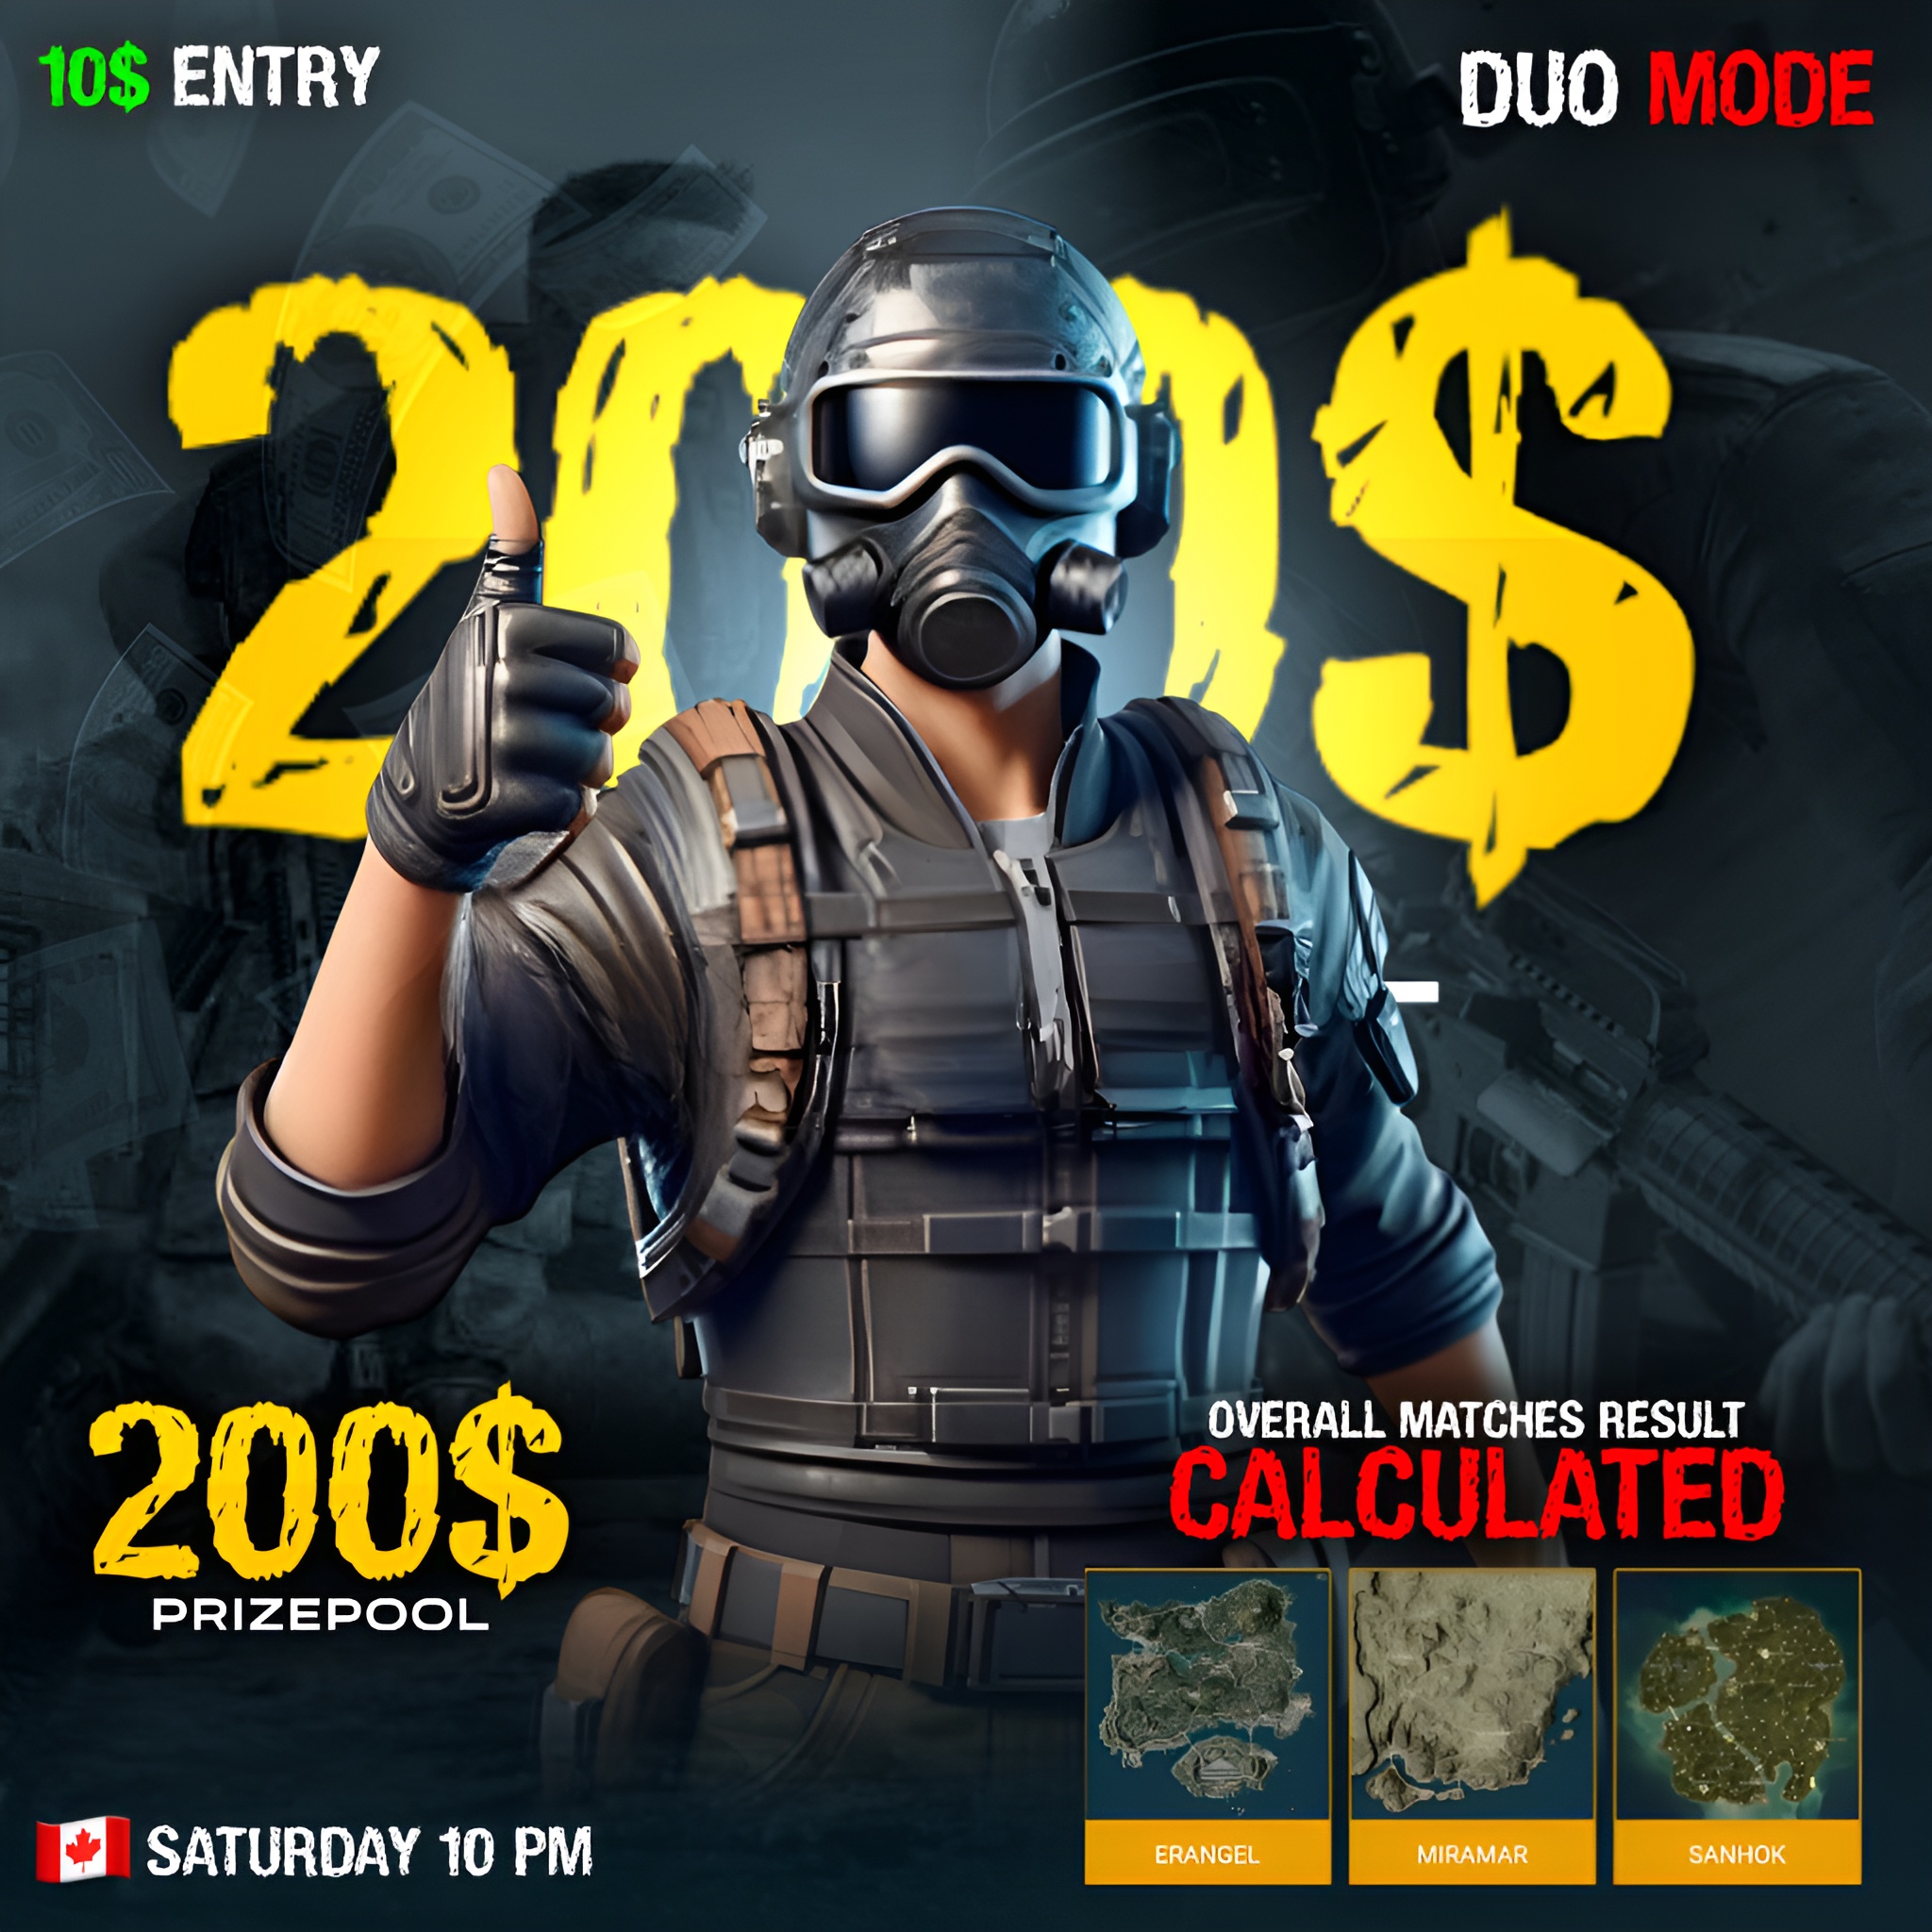 10$ ENTRY
DUO MODE
200$
200$
PRIZEPOOL
OVERALL MATCHES RESULT
CALCULATED
ERANGEL
MIRAMAR
SANHOK
SATURDAY 10 PM